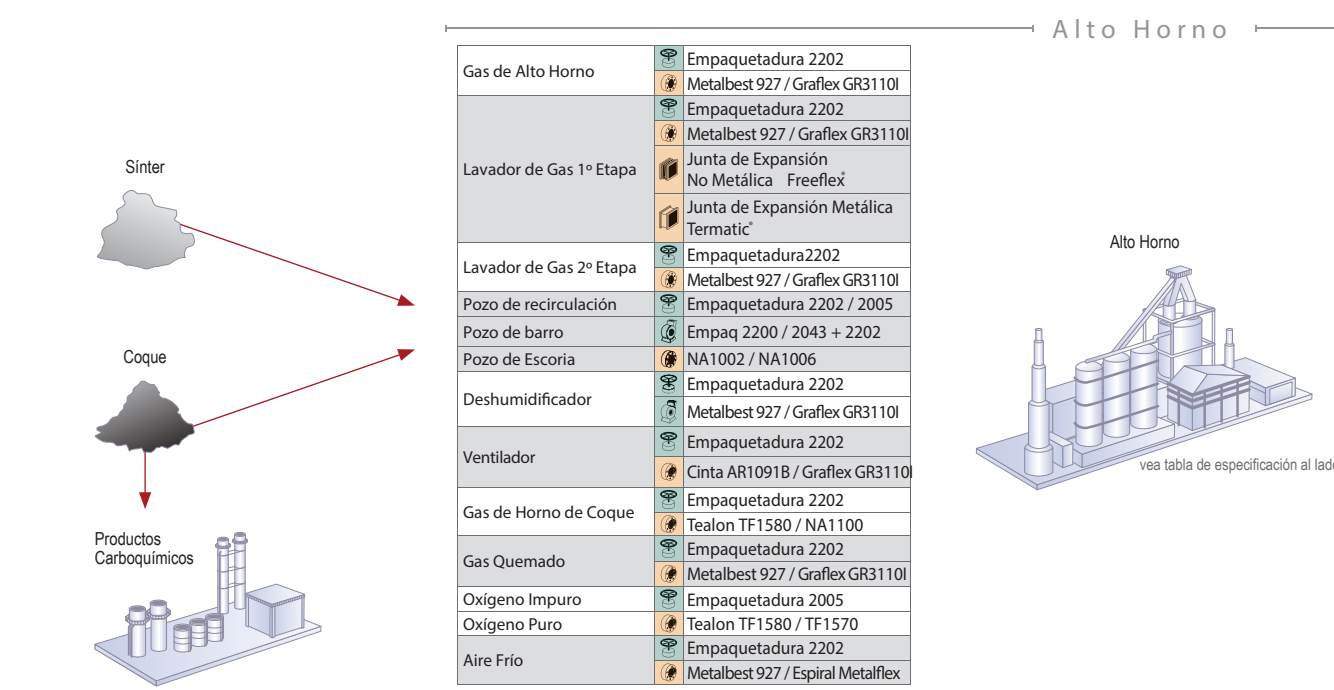 Alto Horno
Gas de Alto Horno
Empaquetadura 2202
Metalbest 927 / Graflex GR3110I
Lavador de Gas 1º Etapa
Empaquetadura 2202
Metalbest 927 / Graflex GR3110I
Junta de Expansión
No Metálica Freeflex®
Junta de Expansión Metálica
Termatic®
Lavador de Gas 2º Etapa
Empaquetadura2202
Metalbest 927 / Graflex GR3110I
Pozo de recirculación
Empaquetadura 2202 / 2005
Pozo de barro
Empaq 2200 / 2043 + 2202
Pozo de Escoria
NA1002 / NA1006
Deshumidificador
Empaquetadura 2202
Metalbest 927 / Graflex GR3110I
Ventilador
Empaquetadura 2202
Cinta AR1091B / Graflex GR3110I
Gas de Horno de Coque
Empaquetadura 2202
Tealon TF1580 / NA1100
Gas Quemado
Empaquetadura 2202
Metalbest 927 / Graflex GR3110I
Oxígeno Impuro
Empaquetadura 2005
Oxígeno Puro
Tealon TF1580 / TF1570
Aire Frío
Empaquetadura 2202
Metalbest 927 / Espiral Metalflex
Sínter
Coque
Productos
Carboquímicos
Alto Horno
vea tabla de especificación al lado